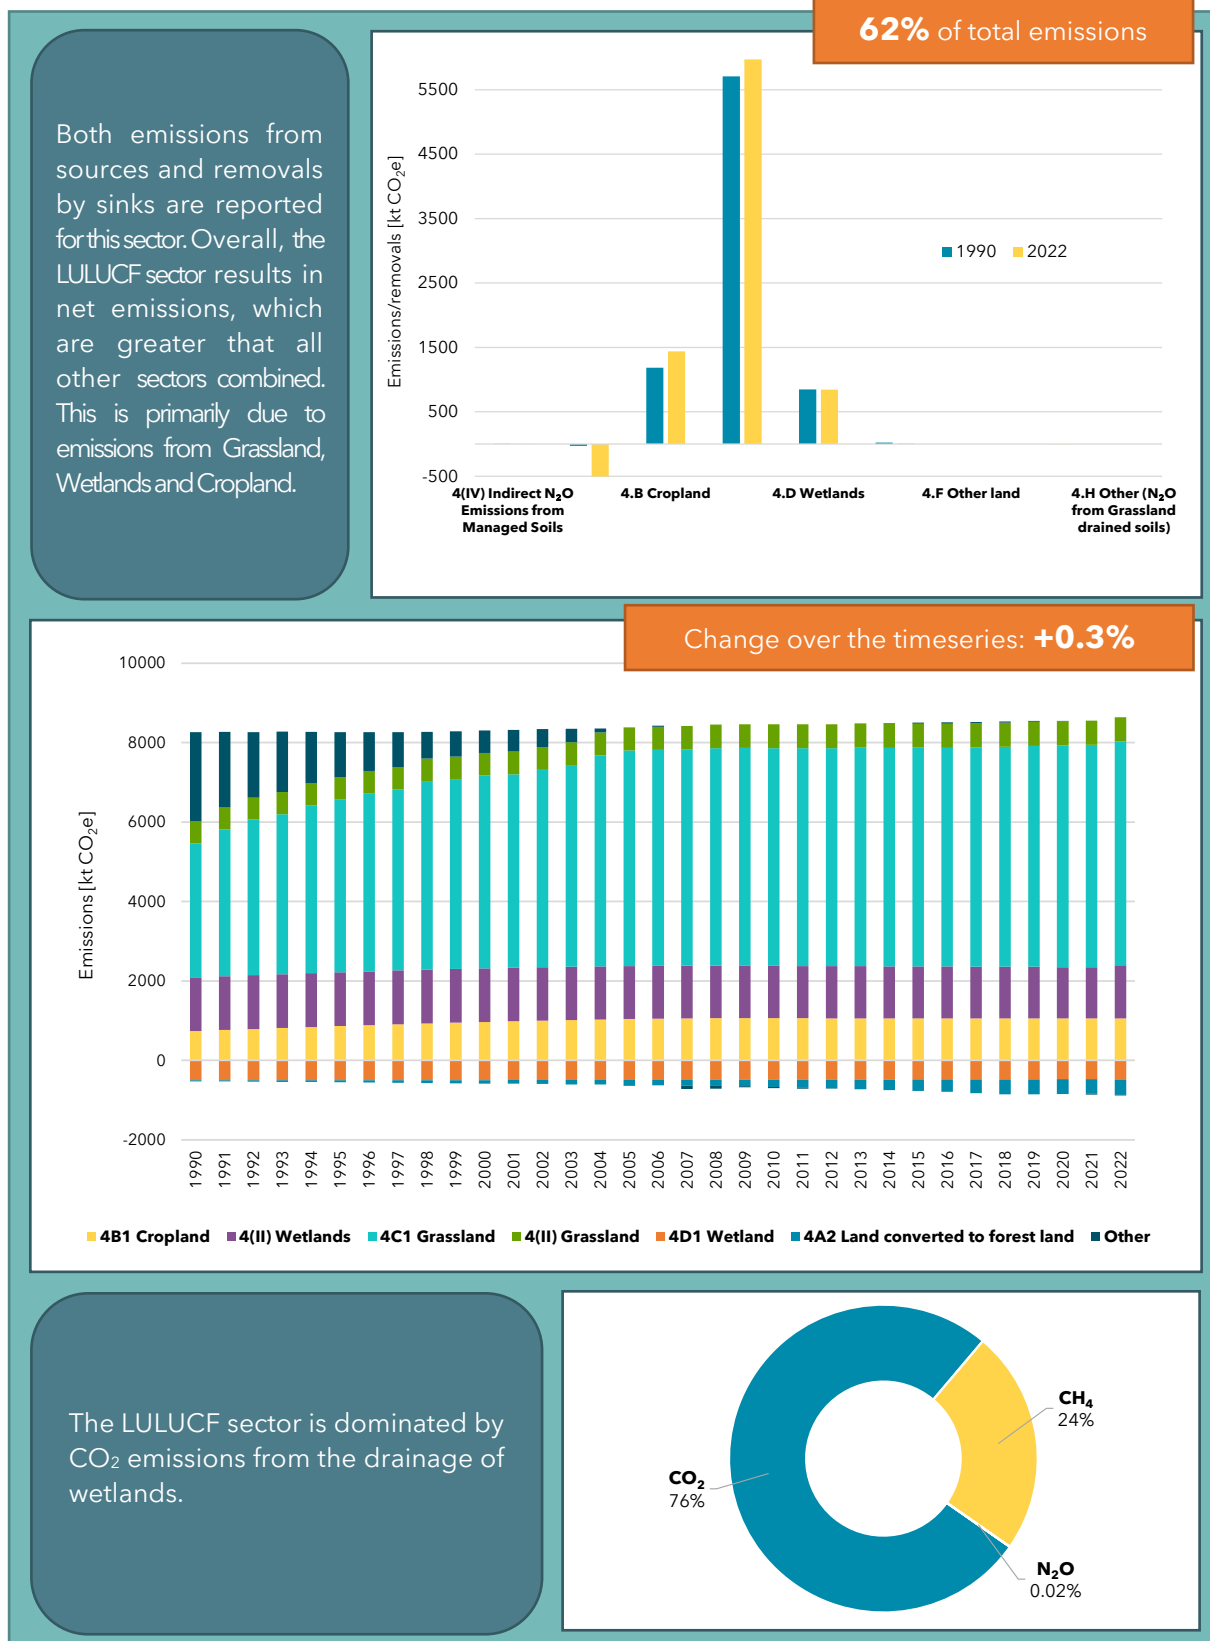 62% of total emissions
Both emissions from
sources and removals
by sinks are reported
for this sector. Overall, the
LULUCF sector results in
net emissions, which
are greater that all
other sectors combined.
This is primarily due to
emissions from Grassland,
Wetlands and Cropland.
Emissions/removals [kt CO₂e]
5500
4500
3500
2500
1500
500
-500
1990
2022
4(IV) Indirect N₂O
Emissions from
Managed Soils
4.B Cropland
4.D Wetlands
4.F Other land
4.H Other (N₂O
from Grassland
drained soils)
Change over the timeseries: +0.3%
Emissions [kt CO₂e]
10000
8000
6000
4000
2000
0
-2000
1990
1991
1992
1993
1994
1995
1996
1997
1998
1999
2000
2001
2002
2003
2004
2005
2006
2007
2008
2009
2010
2011
2012
2013
2014
2015
2016
2017
2018
2019
2020
2021
2022
4B1 Cropland
4(II) Wetlands
4C1 Grassland
4(II) Grassland
4D1 Wetland
4A2 Land converted to forest land
Other
The LULUCF sector is dominated by
CO₂ emissions from the drainage of
wetlands.
CH₄
24%
CO₂
76%
N₂O
0.02%